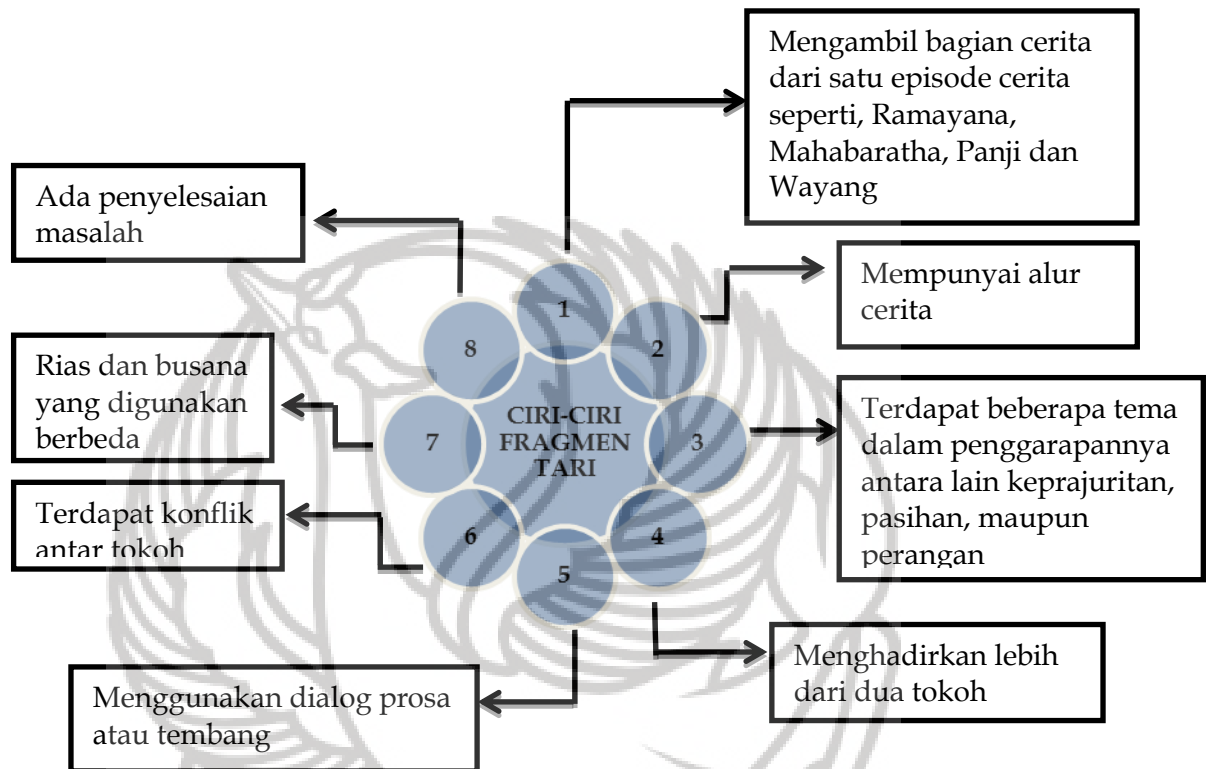 Mengambil bagian cerita
dari satu episode cerita
seperti, Ramayana,
Mahabaratha, Panji dan
Wayang
Ada penyelesaian
masalah
Mempunyai alur
cerita
Rias dan busana
yang digunakan
berbeda
Terdapat beberapa tema
dalam penggarapannya
antara lain keprajuritan,
pasihan, maupun
perangan
Terdapat konflik
antar tokoh
Menghadirkan lebih
dari dua tokoh
Menggunakan dialog prosa
atau tembang
CIRI-CIRI
FRAGMEN
TARI
1
2
3
4
5
6
7
8